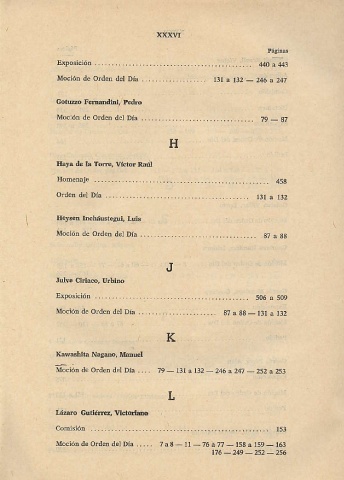 XXXVI
Páginas
Exposición ........ 440 a 443
Moción de Orden del Día ........ 131 a 132 — 246 a 247
Gotuzzo Fernandini, Pedro
Moción de Orden del Día ........ 79 — 87
H
Haya de la Torre, Víctor Raúl
Homenaje ........ 458
Orden del Día ........ 131 a 132
Heysen Incháustegui, Luis
Moción de Orden del Día ........ 87 a 88
J
Julve Ciriaco, Urbino
Exposición ........ 506 a 509
Moción de Orden del Día ........ 87 a 88 — 131 a 132
K
Kawashita Nagano, Manuel
Moción de Orden del Día .... 79 — 131 a 132 — 246 a 247 — 252 a 253
L
Lázaro Gutiérrez, Victoriano
Comisión ........ 153
Moción de Orden del Día ..... 7 a 8 — 11 — 76 à 77 — 158 a 159 — 163
176 — 249 — 252 — 256